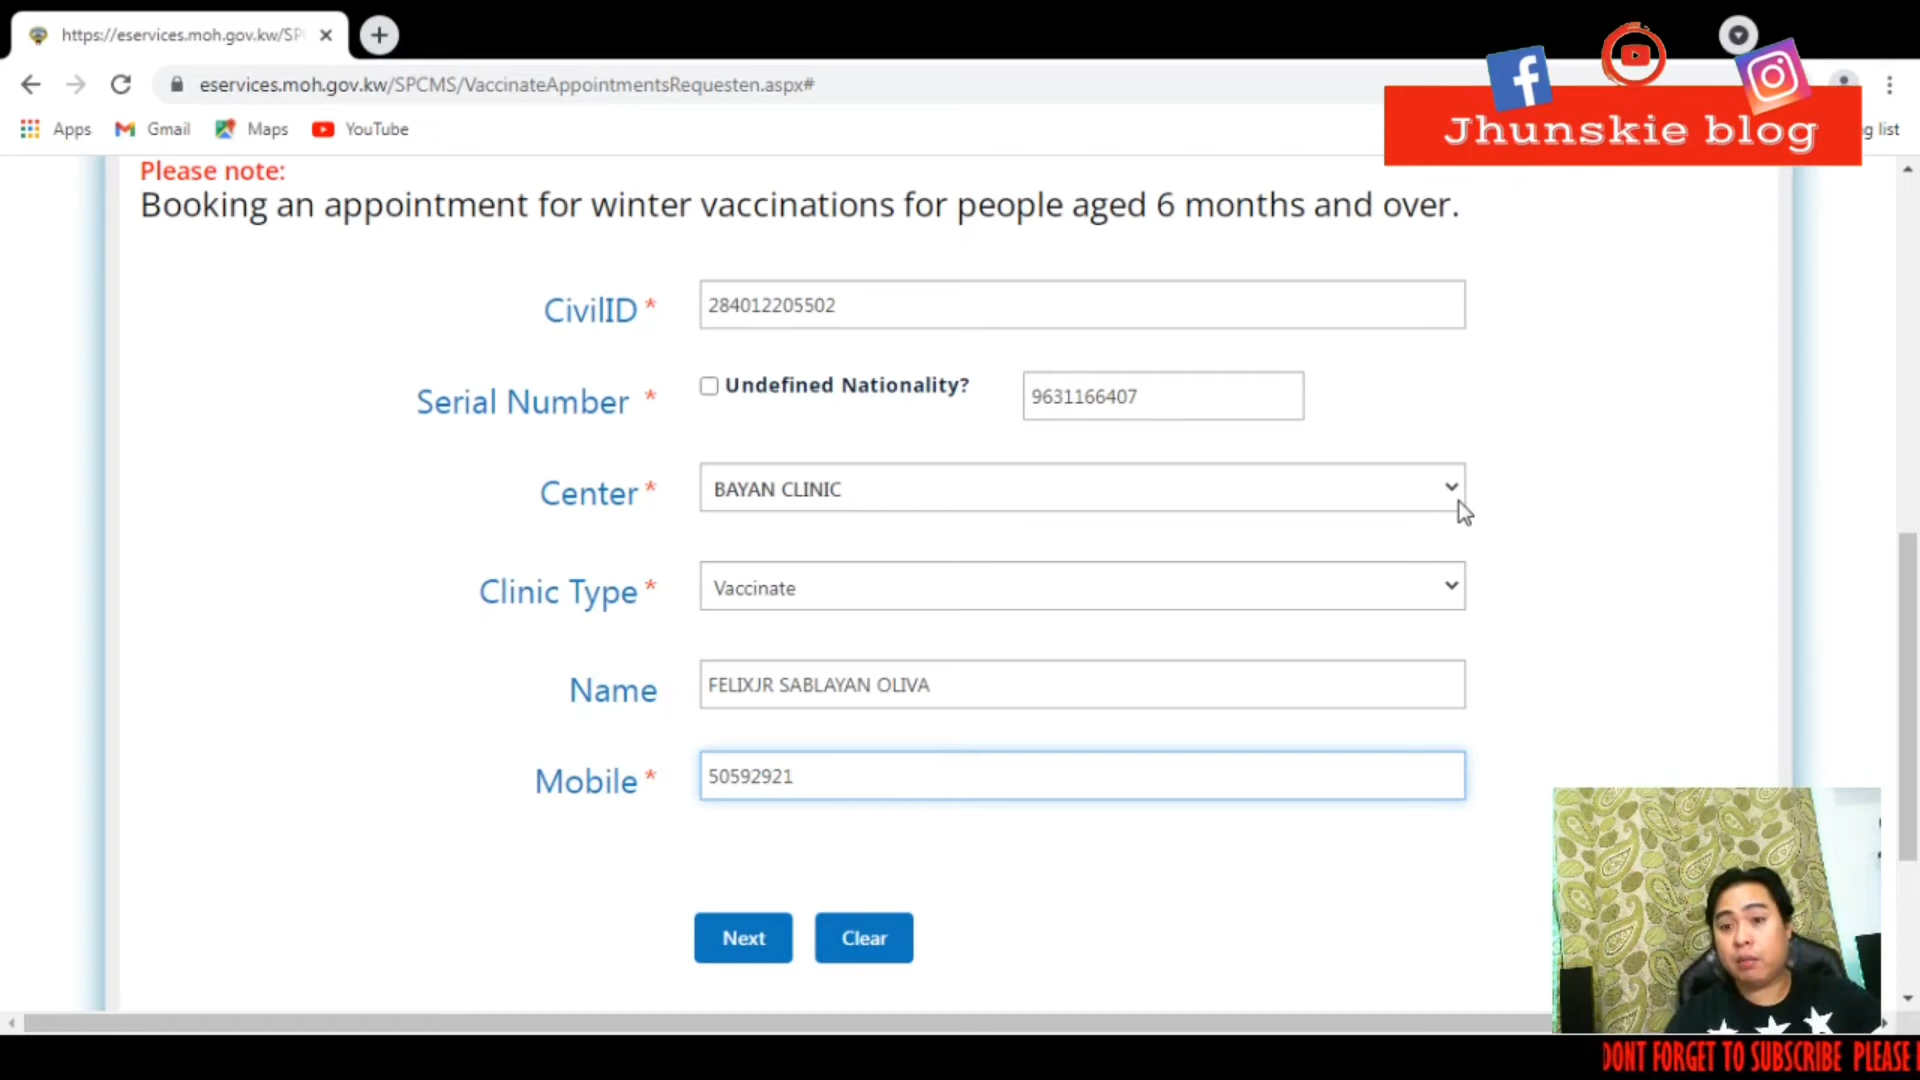 https://eservices.moh.gov.kw/SP
eservices.moh.gov.kw/SPCMS/VaccinateAppointmentsRequesten.aspx#
Apps
Gmail
Maps
YouTube
g list
Jhunskie blog
Please note:
Booking an appointment for winter vaccinations for people aged 6 months and over.
CivilID *
284012205502
Serial Number *
Undefined Nationality?
9631166407
Center *
BAYAN CLINIC
Clinic Type *
Vaccinate
Name
FELIXJR SABLAYAN OLIVA
Mobile *
50592921
Next
Clear
DONT FORGET TO SUBSCRIBE PLEASE